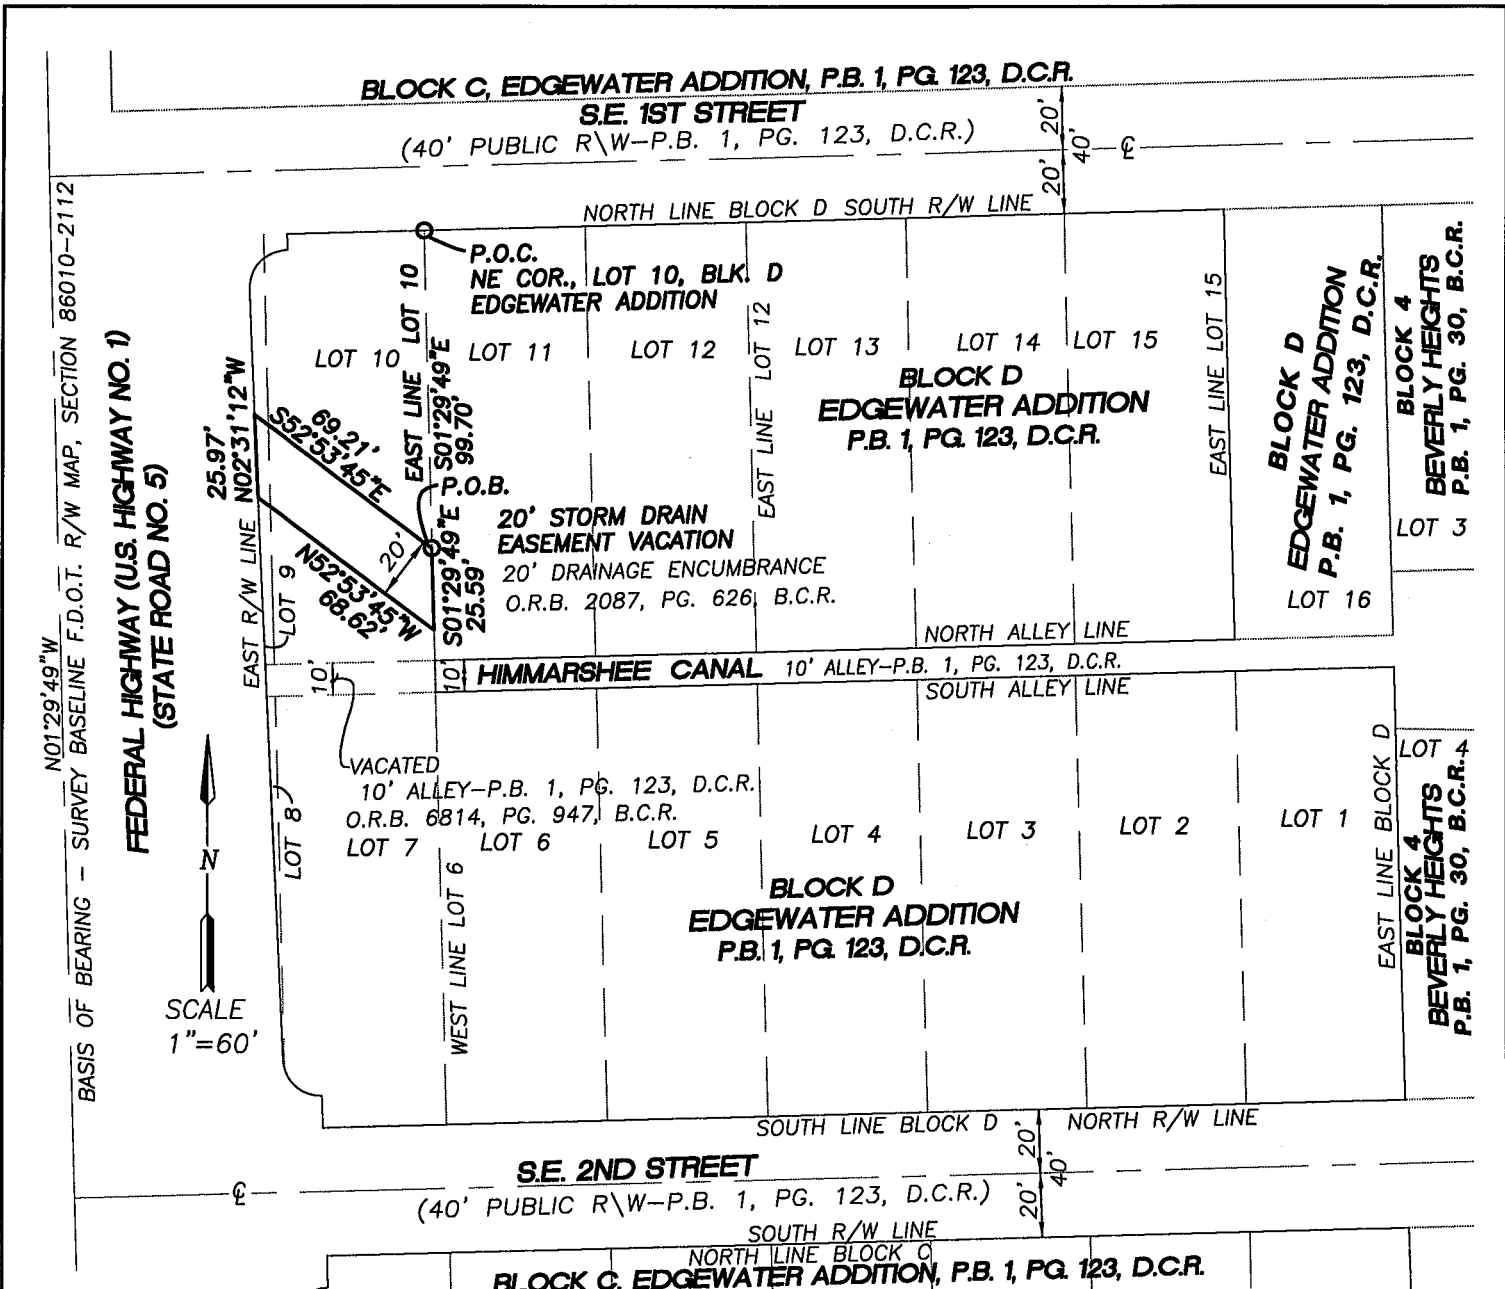 BLOCK C, EDGEWATER ADDITION, P.B. 1, PG. 123, D.C.R.
S.E. 1ST STREET
(40' PUBLIC R\W-P.B. 1, PG. 123, D.C.R.)
20'
20'
40'
℄
NORTH LINE BLOCK D SOUTH R/W LINE
P.O.C.
NE COR., LOT 10, BLK. D
EDGEWATER ADDITION
N01°29'49"W
BASIS OF BEARING - SURVEY BASELINE F.D.O.T. R/W MAP, SECTION 86010-2112
FEDERAL HIGHWAY (U.S. HIGHWAY NO. 1)
(STATE ROAD NO. 5)
EAST R/W LINE
25.97'
N02°31'12"W
LOT 10
LOT 11
LOT 12
LOT 13
LOT 14
LOT 15
EAST LINE LOT 10
S01°29'49"E
99.70'
69.21'
S52°53'45"E
P.O.B.
20'
N52°53'45"W
68.62'
S01°29'49"E
25.59'
20' STORM DRAIN
EASEMENT VACATION
20' DRAINAGE ENCUMBRANCE
O.R.B. 2087, PG. 626, B.C.R.
EAST LINE LOT 12
BLOCK D
EDGEWATER ADDITION
P.B. 1, PG. 123, D.C.R.
EAST LINE LOT 15
BLOCK D
EDGEWATER ADDITION
P.B. 1, PG. 123, D.C.R.
LOT 16
BLOCK 4
BEVERLY HEIGHTS
P.B. 1, PG. 30, B.C.R.
LOT 3
LOT 9
NORTH ALLEY LINE
10'
10'
HIMMARSHEE CANAL 10' ALLEY-P.B. 1, PG. 123, D.C.R.
SOUTH ALLEY LINE
VACATED
10' ALLEY-P.B. 1, PG. 123, D.C.R.
O.R.B. 6814, PG. 947, B.C.R.
N
SCALE
1"=60'
LOT 8
LOT 7
LOT 6
LOT 5
LOT 4
LOT 3
LOT 2
LOT 1
WEST LINE LOT 6
BLOCK D
EDGEWATER ADDITION
P.B. 1, PG. 123, D.C.R.
EAST LINE BLOCK D
LOT 4
BLOCK 4
BEVERLY HEIGHTS
P.B. 1, PG. 30, B.C.R.
SOUTH LINE BLOCK D
NORTH R/W LINE
20'
20'
40'
S.E. 2ND STREET
℄
(40' PUBLIC R\W-P.B. 1, PG. 123, D.C.R.)
SOUTH R/W LINE
NORTH LINE BLOCK C
BLOCK C, EDGEWATER ADDITION, P.B. 1, PG. 123, D.C.R.